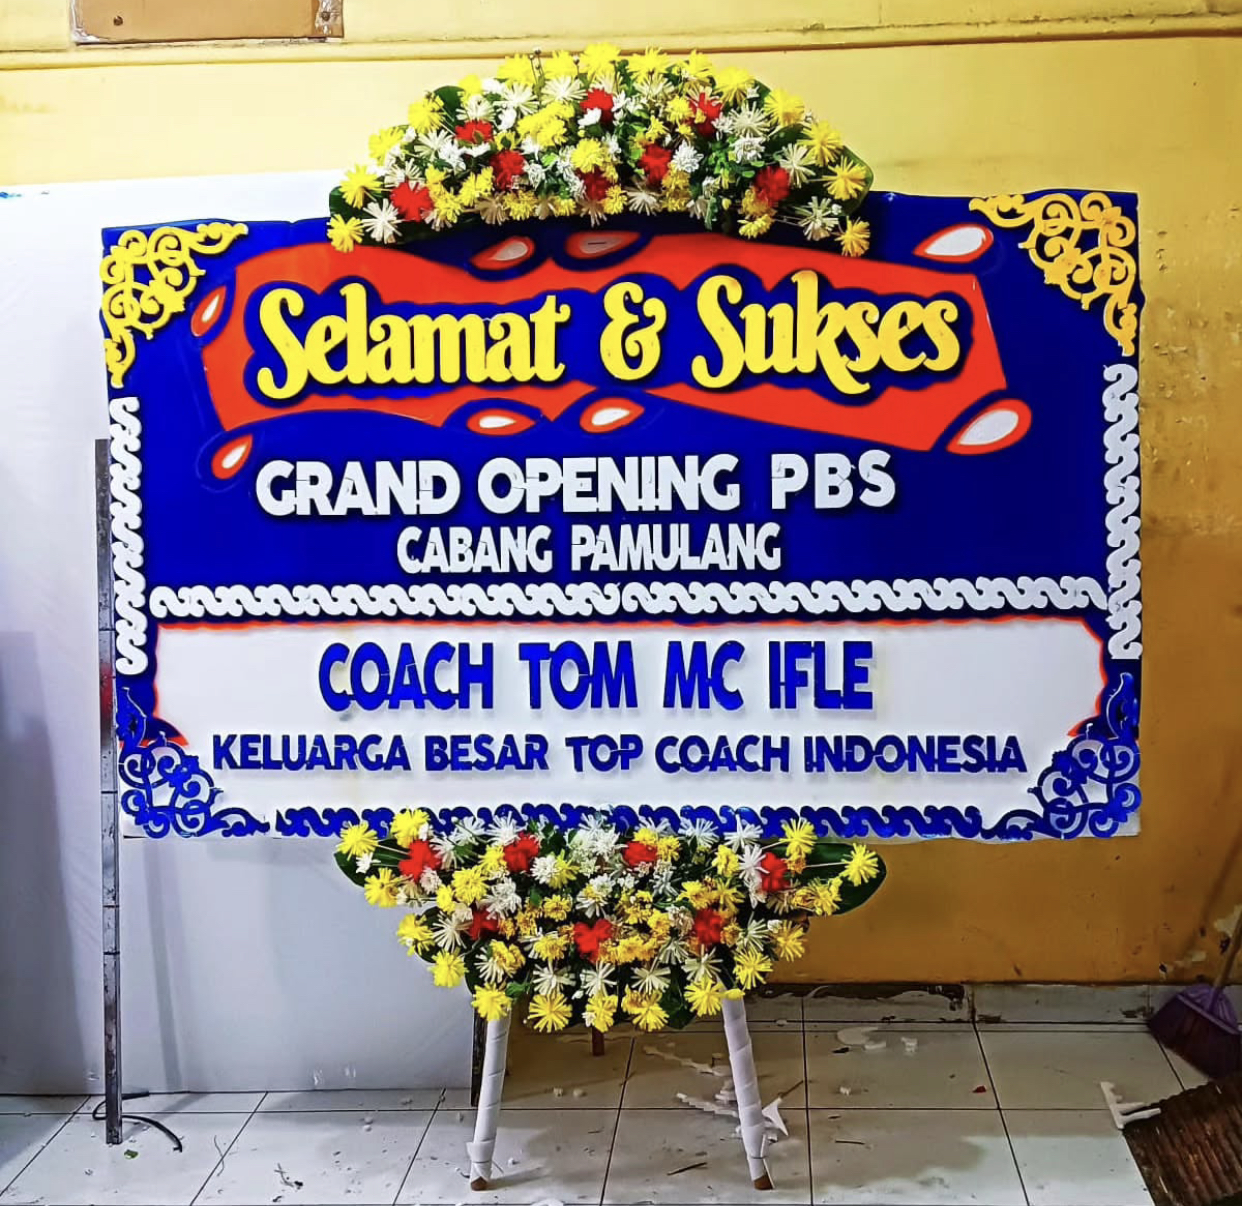 Selamat & Sukses
GRAND OPENING PBS
CABANG PAMULANG
COACH TOM MC IFLE
KELUARGA BESAR TOP COACH INDONESIA